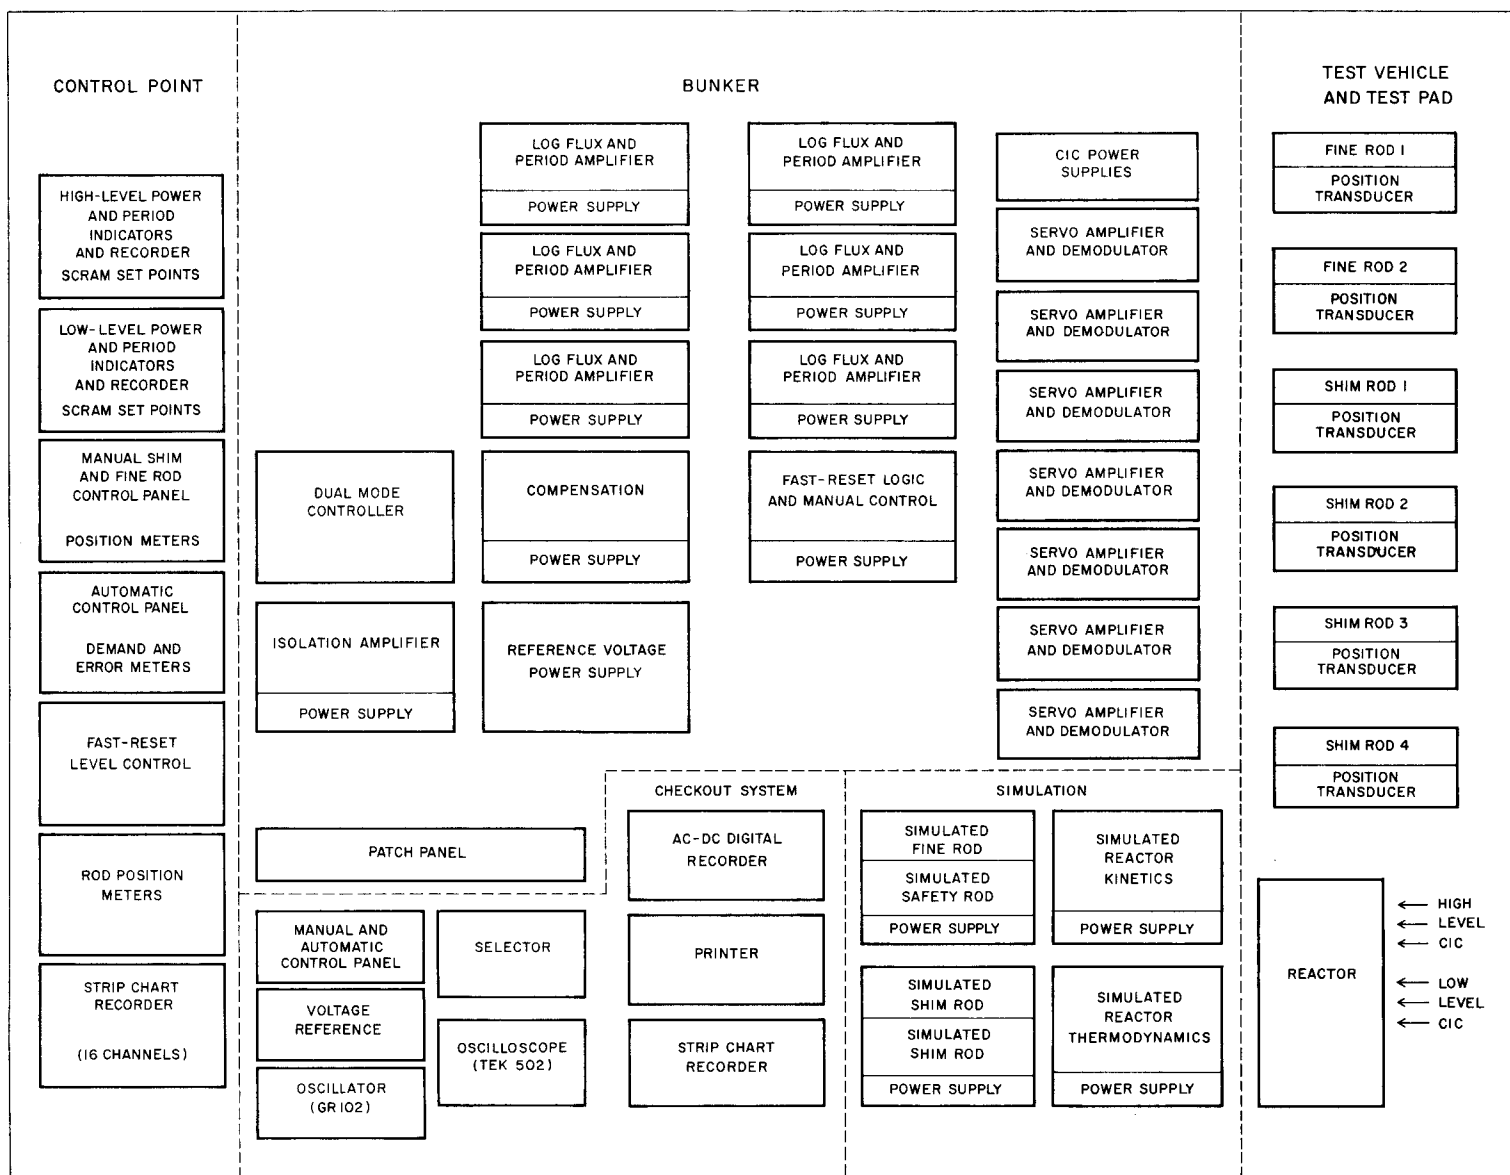 CONTROL POINT
HIGH-LEVEL POWER
AND PERIOD
INDICATORS
AND RECORDER
SCRAM SET POINTS
LOW-LEVEL POWER
AND PERIOD
INDICATORS
AND RECORDER
SCRAM SET POINTS
MANUAL SHIM
AND FINE ROD
CONTROL PANEL
POSITION METERS
AUTOMATIC
CONTROL PANEL
DEMAND AND
ERROR METERS
FAST-RESET
LEVEL CONTROL
ROD POSITION
METERS
STRIP CHART
RECORDER
(16 CHANNELS)
BUNKER
DUAL MODE
CONTROLLER
ISOLATION AMPLIFIER
POWER SUPPLY
PATCH PANEL
LOG FLUX AND
PERIOD AMPLIFIER
POWER SUPPLY
LOG FLUX AND
PERIOD AMPLIFIER
POWER SUPPLY
LOG FLUX AND
PERIOD AMPLIFIER
POWER SUPPLY
COMPENSATION
POWER SUPPLY
REFERENCE VOLTAGE
POWER SUPPLY
LOG FLUX AND
PERIOD AMPLIFIER
POWER SUPPLY
LOG FLUX AND
PERIOD AMPLIFIER
POWER SUPPLY
LOG FLUX AND
PERIOD AMPLIFIER
POWER SUPPLY
FAST-RESET LOGIC
AND MANUAL CONTROL
POWER SUPPLY
CIC POWER
SUPPLIES
SERVO AMPLIFIER
AND DEMODULATOR
SERVO AMPLIFIER
AND DEMODULATOR
SERVO AMPLIFIER
AND DEMODULATOR
SERVO AMPLIFIER
AND DEMODULATOR
SERVO AMPLIFIER
AND DEMODULATOR
SERVO AMPLIFIER
AND DEMODULATOR
SERVO AMPLIFIER
AND DEMODULATOR
CHECKOUT SYSTEM
MANUAL AND
AUTOMATIC
CONTROL PANEL
VOLTAGE
REFERENCE
OSCILLATOR
(GR 102)
SELECTOR
OSCILLOSCOPE
(TEK 502)
AC-DC DIGITAL
RECORDER
PRINTER
STRIP CHART
RECORDER
SIMULATION
SIMULATED
FINE ROD
SIMULATED
SAFETY ROD
POWER SUPPLY
SIMULATED
SHIM ROD
SIMULATED
SHIM ROD
POWER SUPPLY
SIMULATED
REACTOR
KINETICS
POWER SUPPLY
SIMULATED
REACTOR
THERMODYNAMICS
POWER SUPPLY
TEST VEHICLE
AND TEST PAD
FINE ROD 1
POSITION
TRANSDUCER
FINE ROD 2
POSITION
TRANSDUCER
SHIM ROD 1
POSITION
TRANSDUCER
SHIM ROD 2
POSITION
TRANSDUCER
SHIM ROD 3
POSITION
TRANSDUCER
SHIM ROD 4
POSITION
TRANSDUCER
REACTOR
HIGH
LEVEL
CIC
LOW
LEVEL
CIC